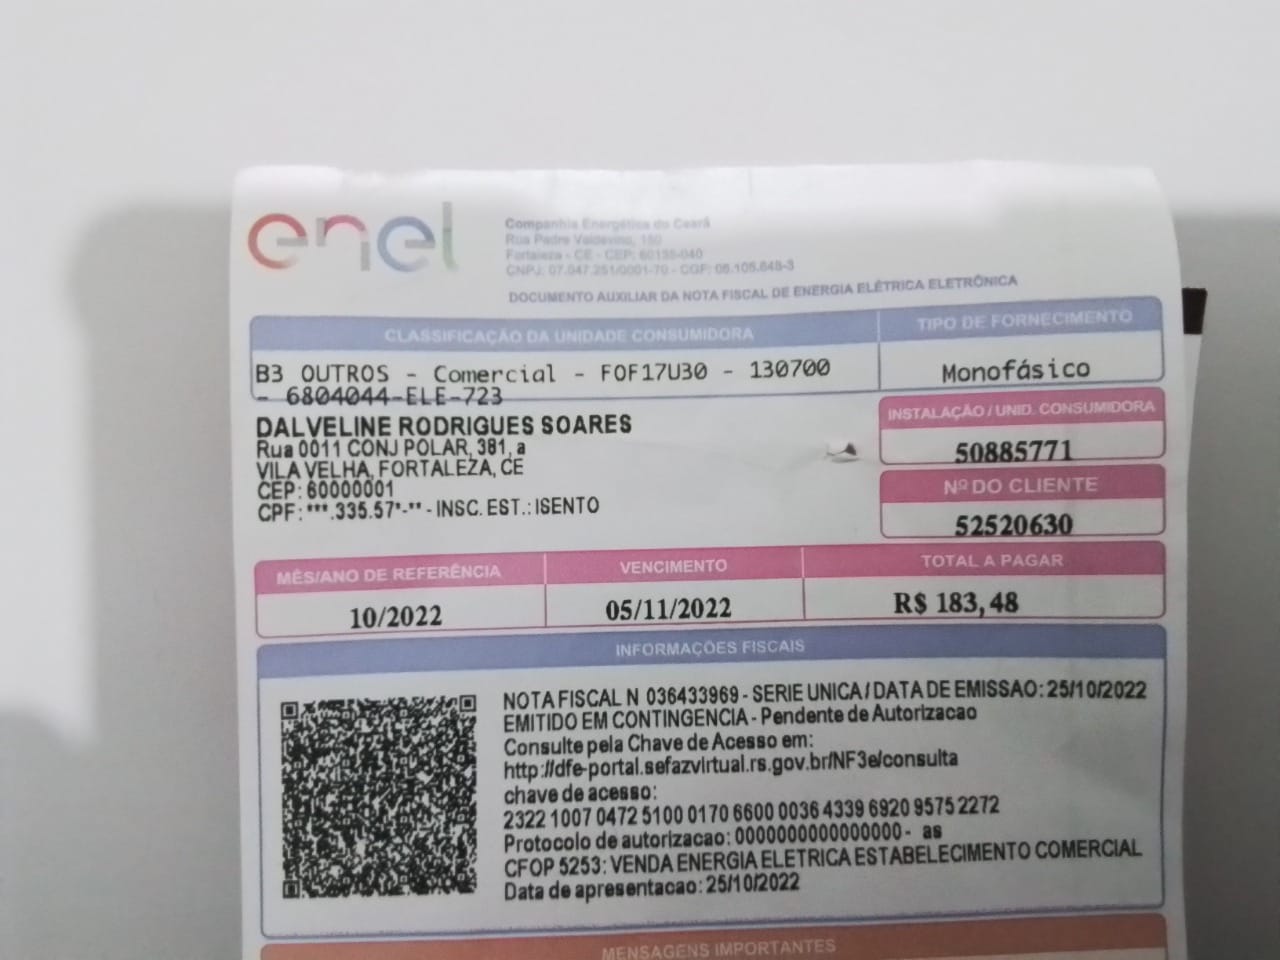 enel
Companhia Energética do Ceará
Rua Padre Valdevino, 150
Fortaleza - CE - CEP: 60135-040
CNPJ: 07.047.251/0001-70 - CGF: 06.105.848-3
DOCUMENTO AUXILIAR DA NOTA FISCAL DE ENERGIA ELÉTRICA ELETRÔNICA
CLASSIFICAÇÃO DA UNIDADE CONSUMIDORA
TIPO DE FORNECIMENTO
B3 OUTROS - Comercial - FOF17U30 - 130700
- 6804044-ELE-723
Monofásico
DALVELINE RODRIGUES SOARES
Rua 0011 CONJ POLAR, 381, a
VILA VELHA, FORTALEZA, CE
CEP: 60000001
CPF: ***.335.57*-** - INSC. EST.: ISENTO
INSTALAÇÃO / UNID. CONSUMIDORA
50885771
Nº DO CLIENTE
52520630
MÊS/ANO DE REFERÊNCIA
VENCIMENTO
TOTAL A PAGAR
10/2022
05/11/2022
R$ 183,48
INFORMAÇÕES FISCAIS
NOTA FISCAL N 036433969 - SERIE UNICA / DATA DE EMISSAO: 25/10/2022
EMITIDO EM CONTINGENCIA - Pendente de Autorizacao
Consulte pela Chave de Acesso em:
http://dfe-portal.sefazvirtual.rs.gov.br/NF3e/consulta
chave de acesso:
2322 1007 0472 5100 0170 6600 0036 4339 6920 9575 2272
Protocolo de autorizacao: 0000000000000000 - as
CFOP 5253: VENDA ENERGIA ELETRICA ESTABELECIMENTO COMERCIAL
Data de apresentacao: 25/10/2022
MENSAGENS IMPORTANTES